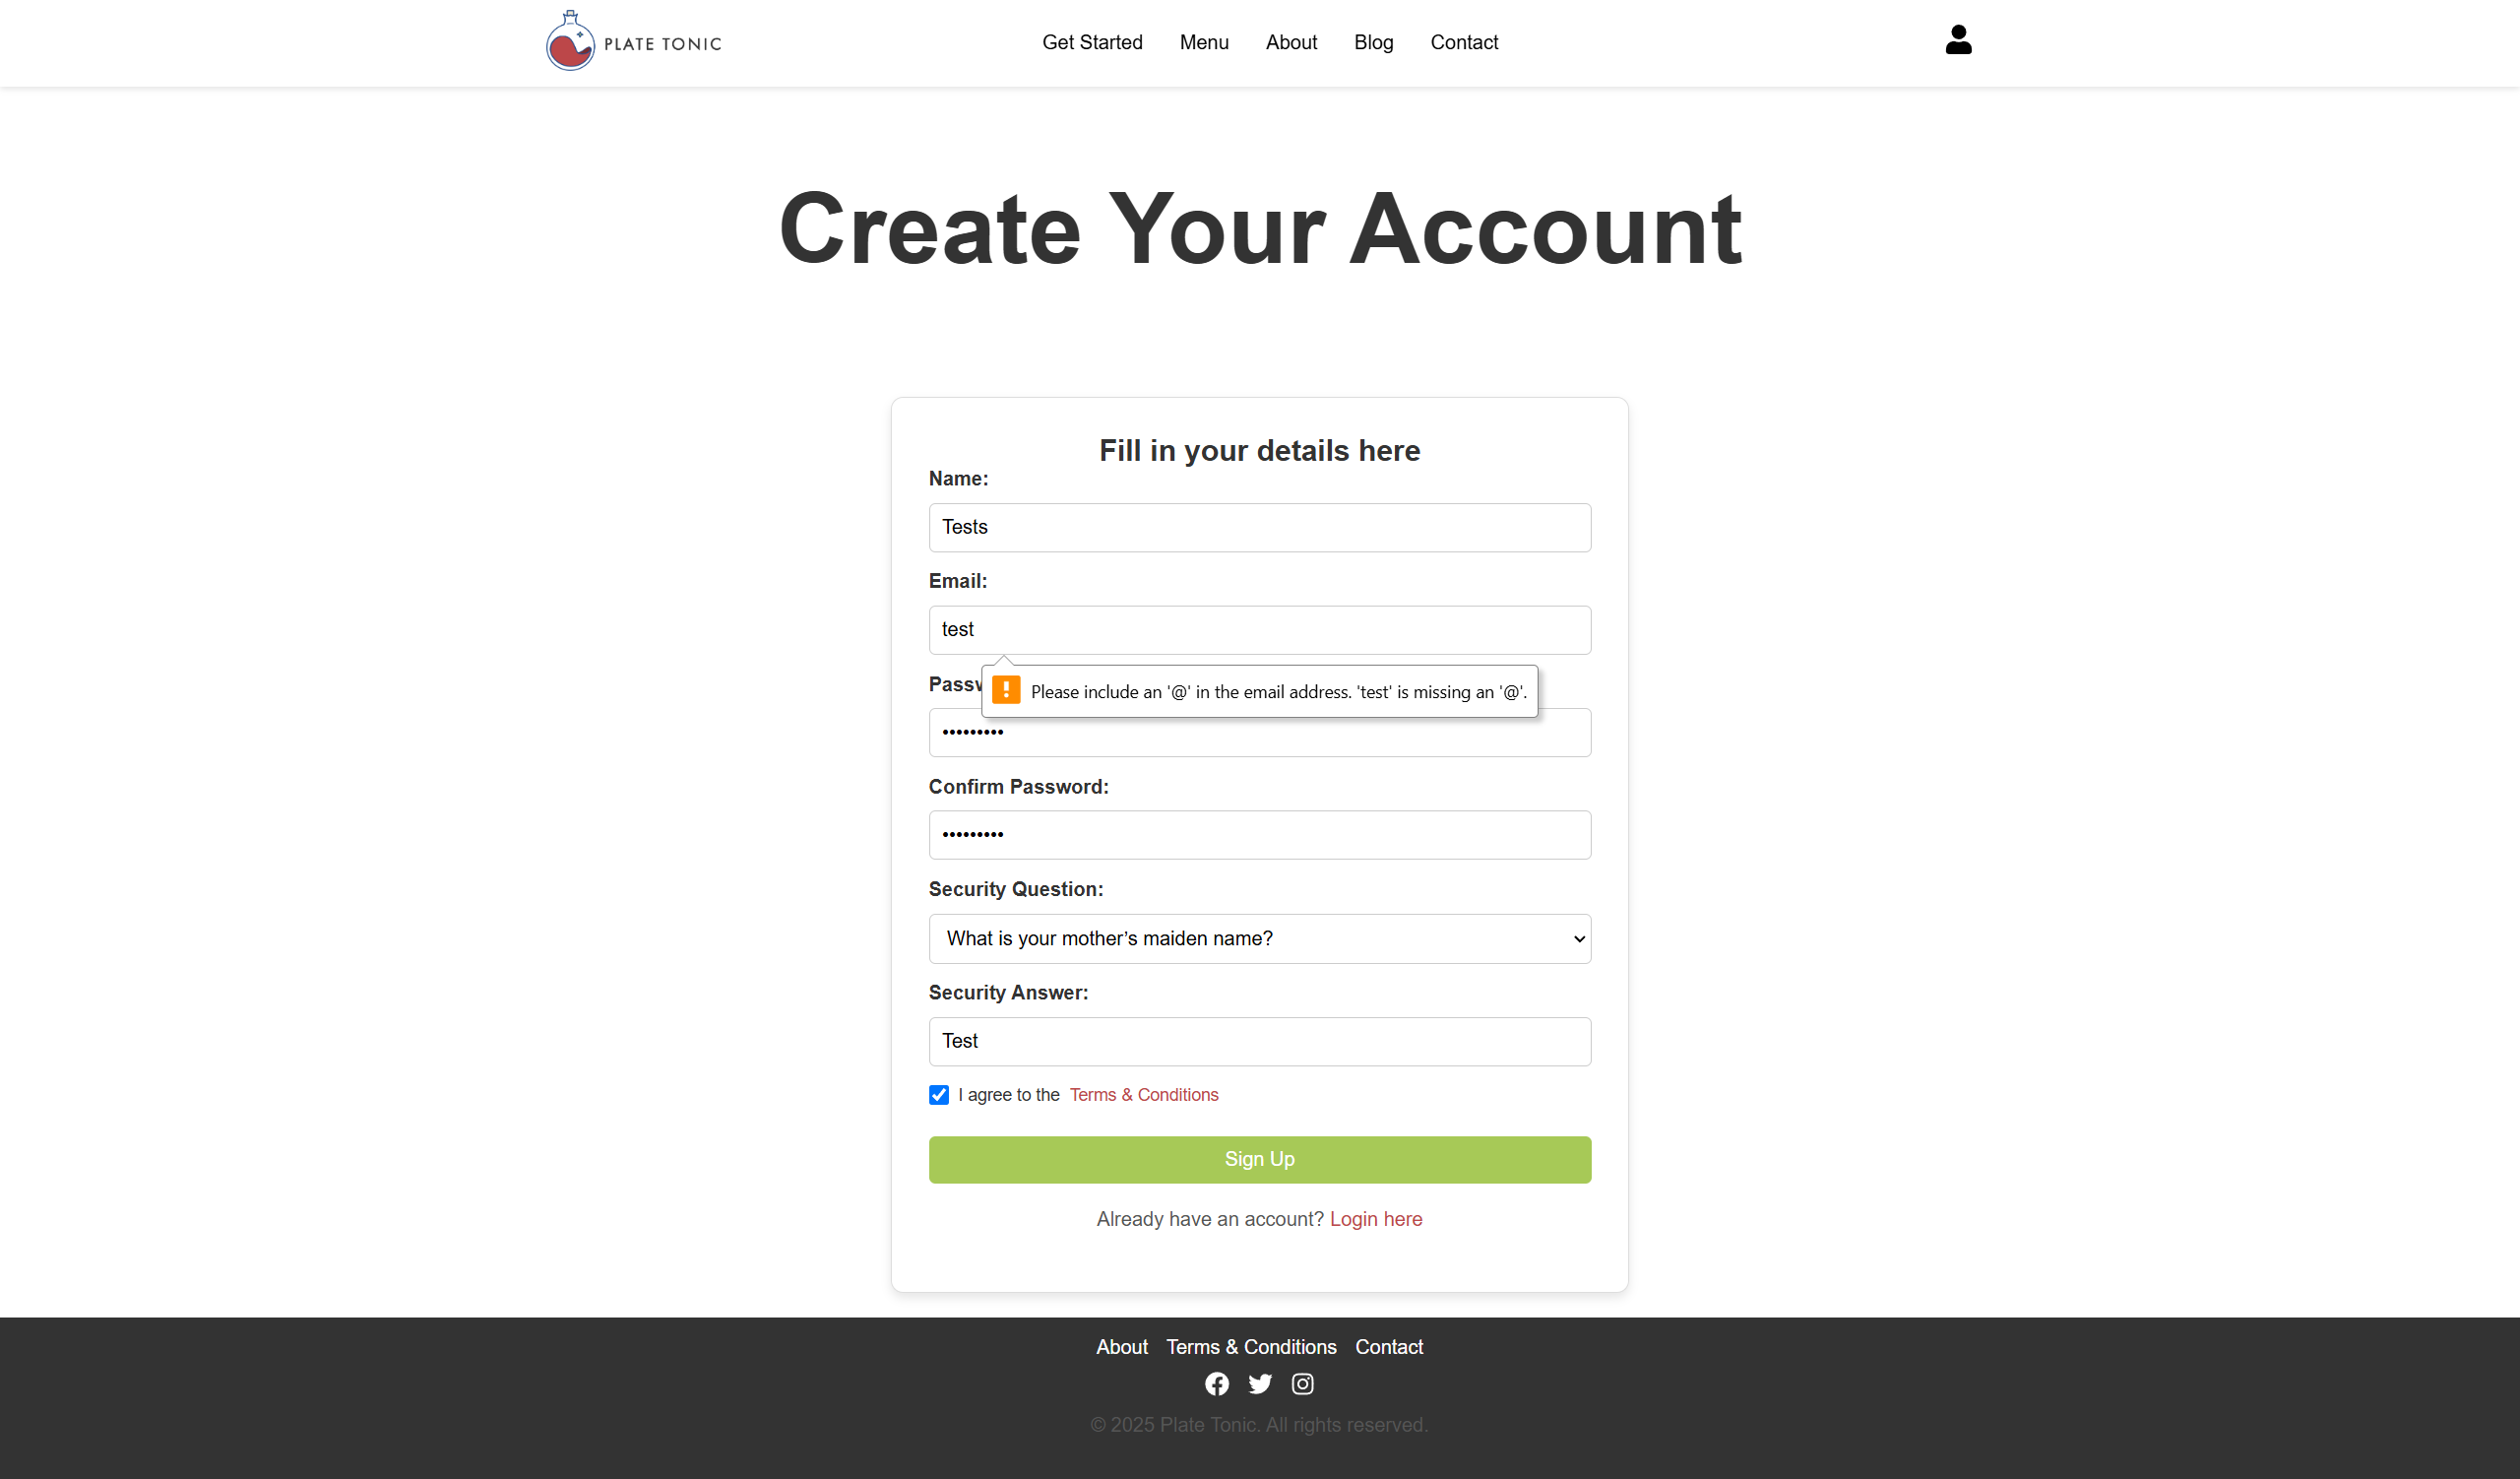 PLATE TONIC
Get Started Menu About Blog Contact
Create Your Account
Fill in your details here
Name:
Tests
Email:
test
Please include an '@' in the email address. 'test' is missing an '@'.
Passw
•••••••••
Confirm Password:
•••••••••
Security Question:
What is your mother’s maiden name?
Security Answer:
Test
I agree to the Terms & Conditions
Sign Up
Already have an account? Login here
About Terms & Conditions Contact
© 2025 Plate Tonic. All rights reserved.